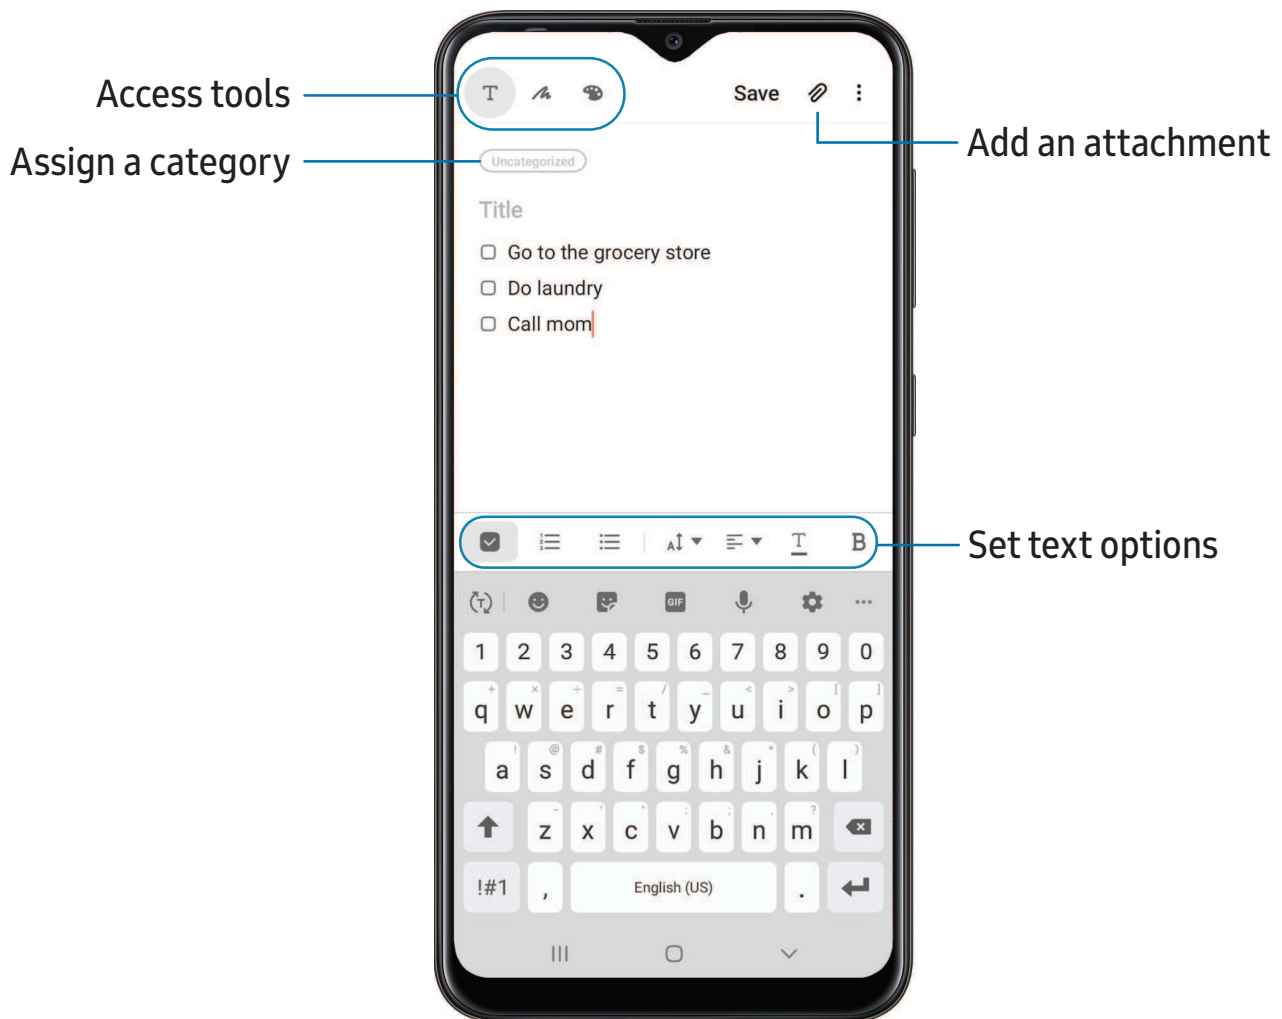 Access tools
T
Save
Add an attachment
Assign a category
Uncategorized
Title
Go to the grocery store
Do laundry
Call mom
Set text options
A T B
T GIF
1 2 3 4 5 6 7 8 9 0
+ × ÷ = / _ < > [ ]
q w e r t y u i o p
! @ # $ % & * ( )
a s d f g h j k l
- ' " : ; , ?
z x c v b n m
!#1 , English (US) .